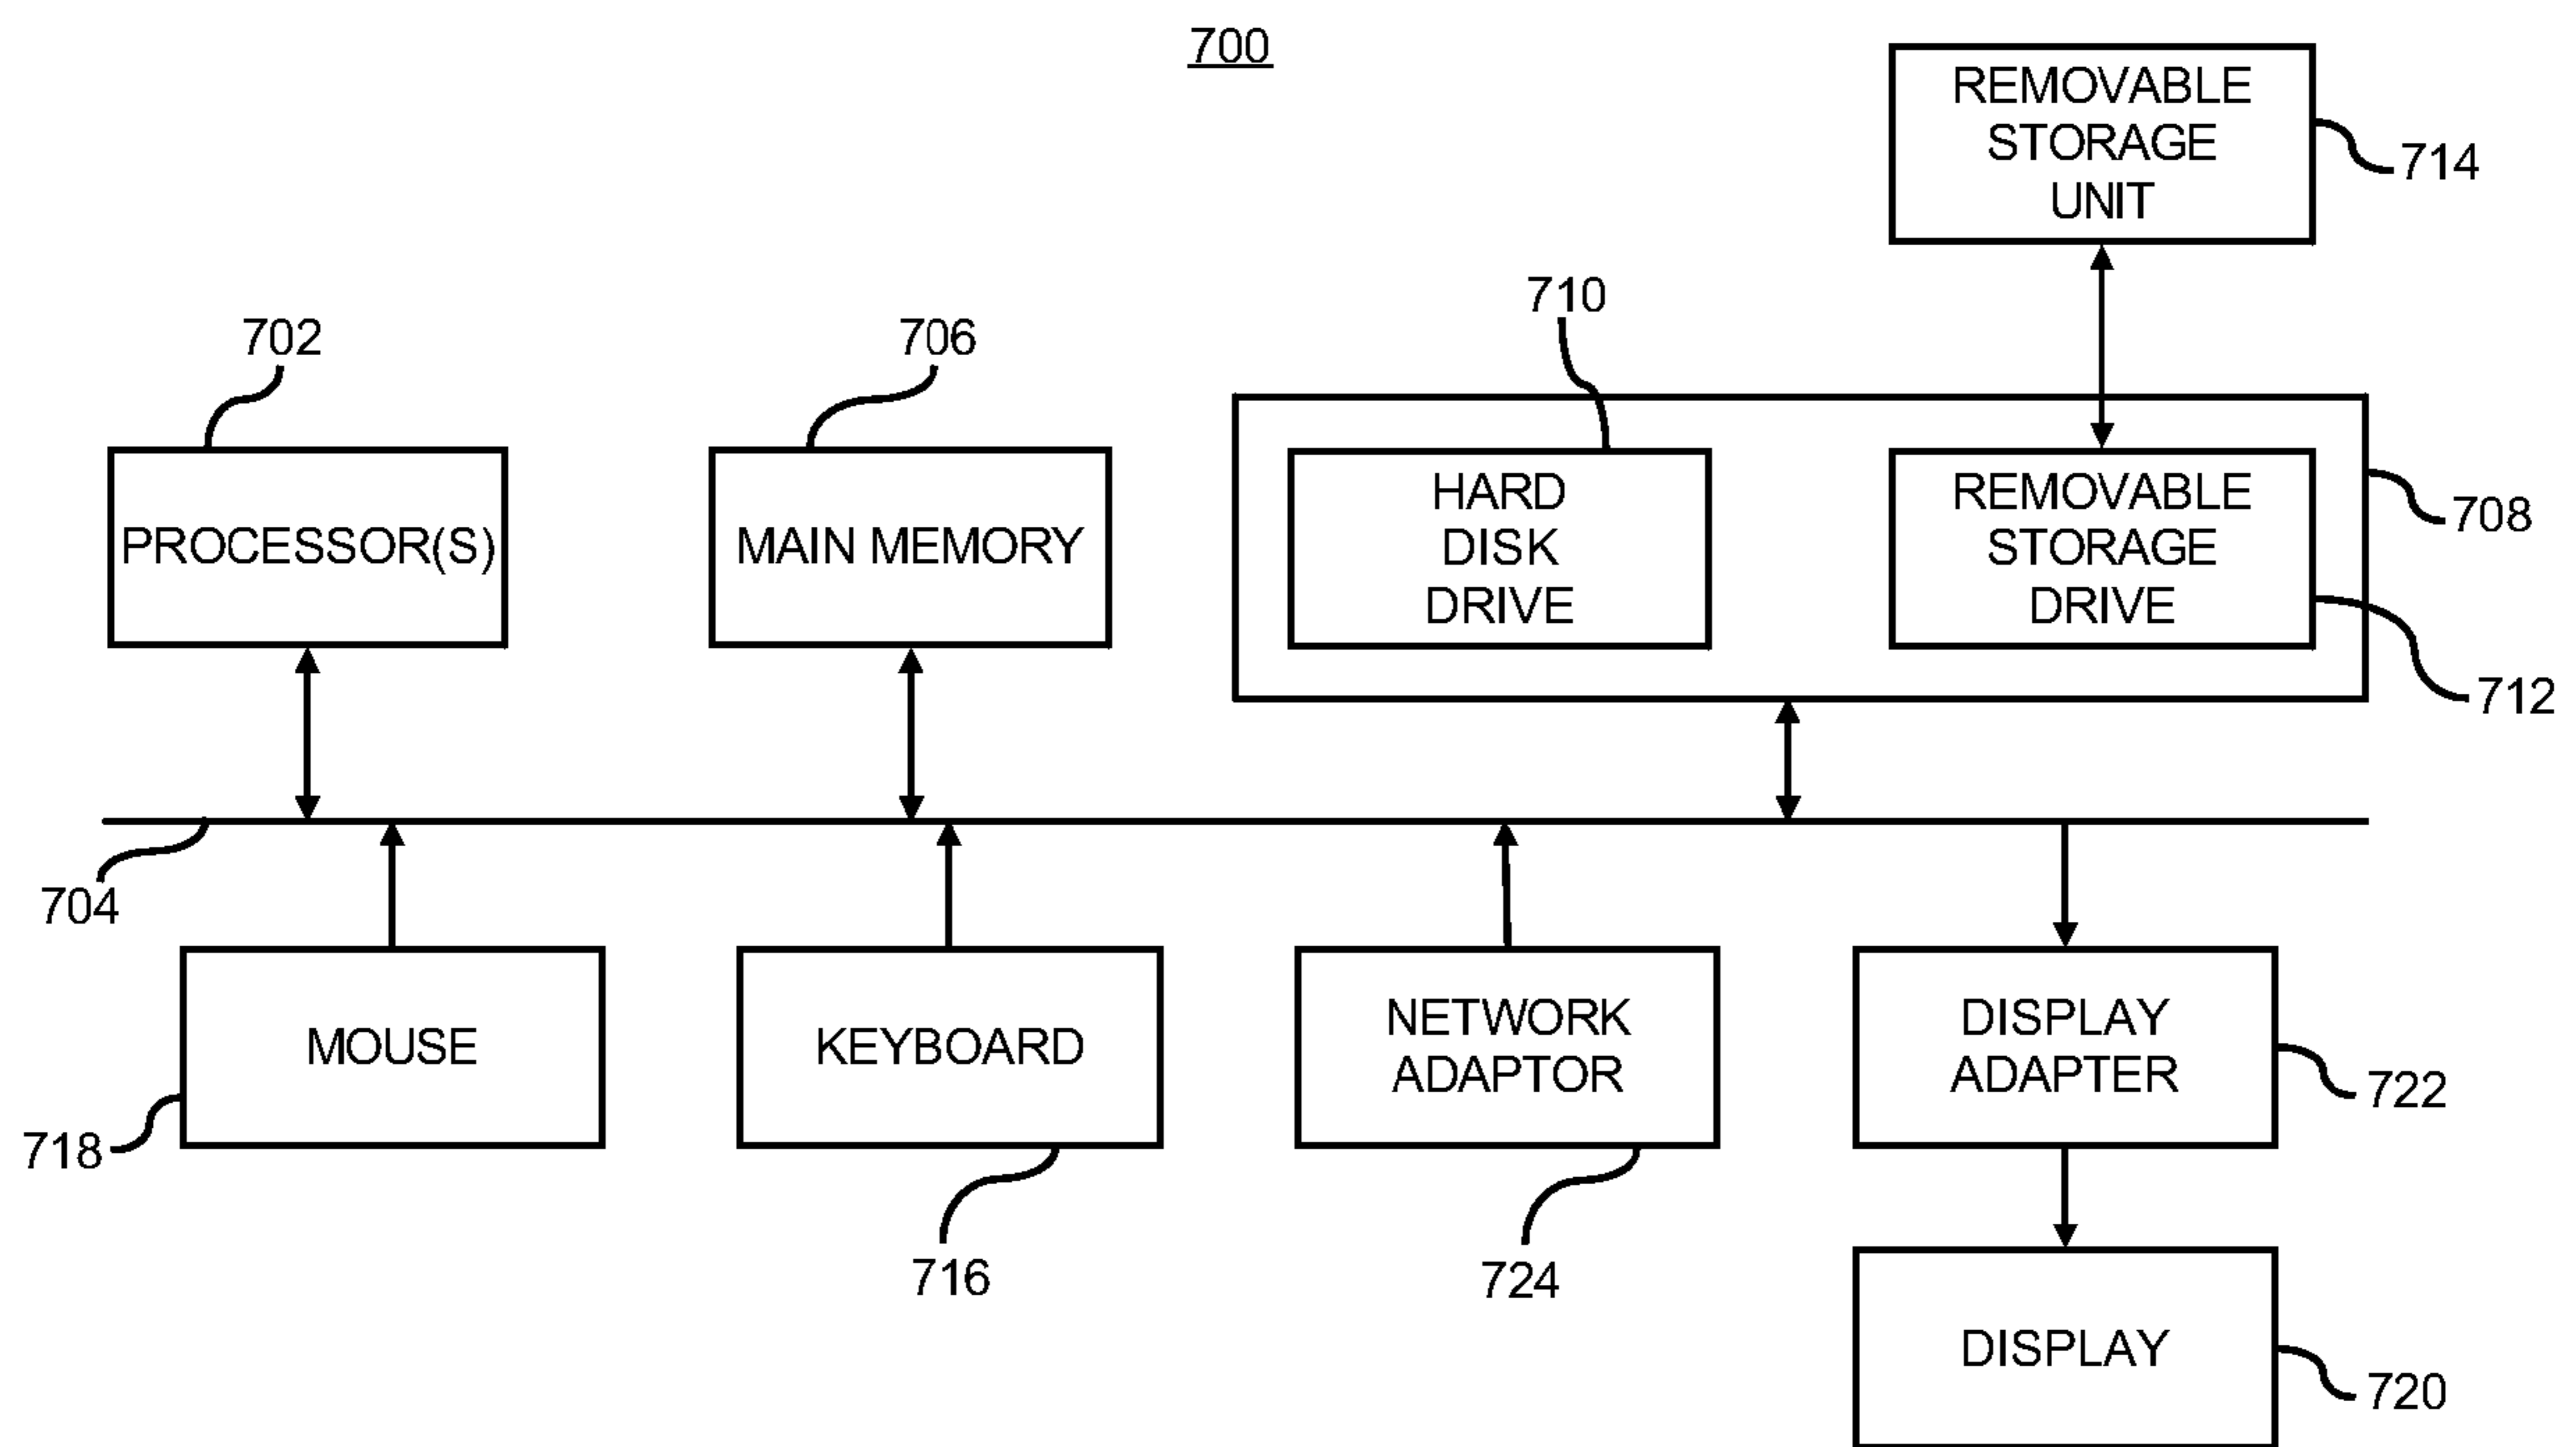 700
REMOVABLE
STORAGE
UNIT
714
710
702
706
PROCESSOR(S)
MAIN MEMORY
HARD
DISK
DRIVE
REMOVABLE
STORAGE
DRIVE
708
712
704
MOUSE
KEYBOARD
NETWORK
ADAPTOR
DISPLAY
ADAPTER
722
718
716
724
DISPLAY
720